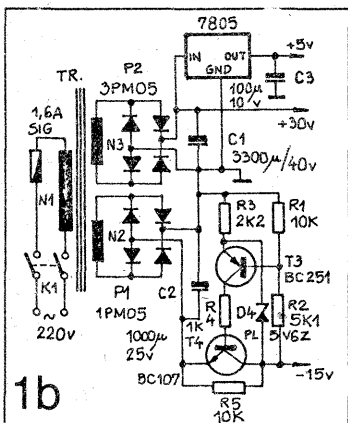 7805
IN OUT
GND
+5v
TR.
P2
3PM05
1,6A
SIG
100µ
10v
C3
+30v
N3
C1
3300µ/40v
N1
R3
2K2
R1
10K
N2
T3
BC251
K1
P1
1PM05
C2
R4
1K
D4
R2
5K1
~
220v
1000µ
25v
T4
PL
5V6Z
-15v
BC107
R5
10K
1b